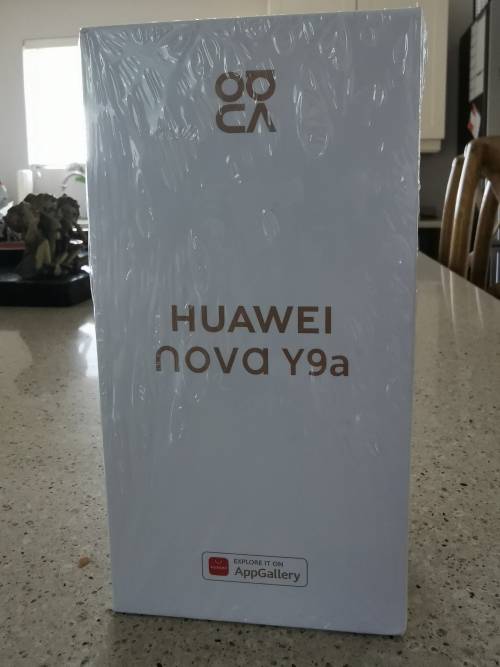 HUAWEI
nova Y9a
EXPLORE IT ON
AppGallery